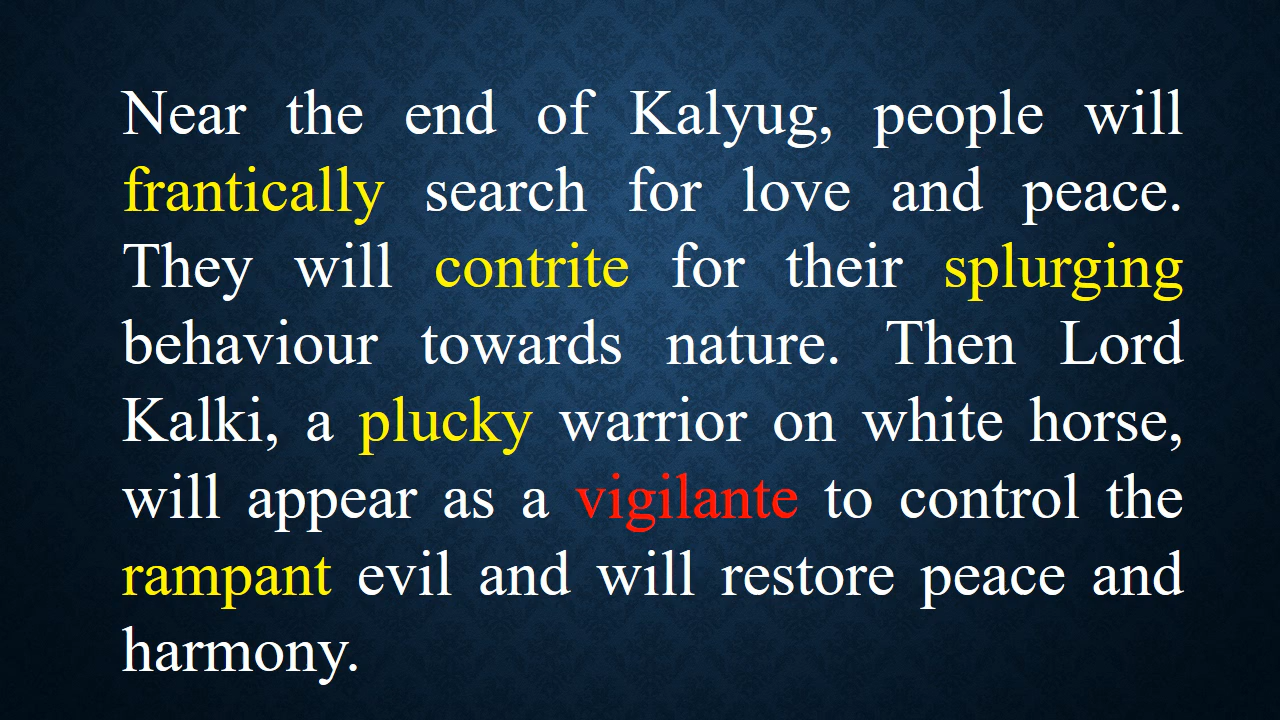 Near the end of Kalyug, people will
frantically search for love and peace.
They will contrite for their splurging
behaviour towards nature. Then Lord
Kalki, a plucky warrior on white horse,
will appear as a vigilante to control the
rampant evil and will restore peace and
harmony.